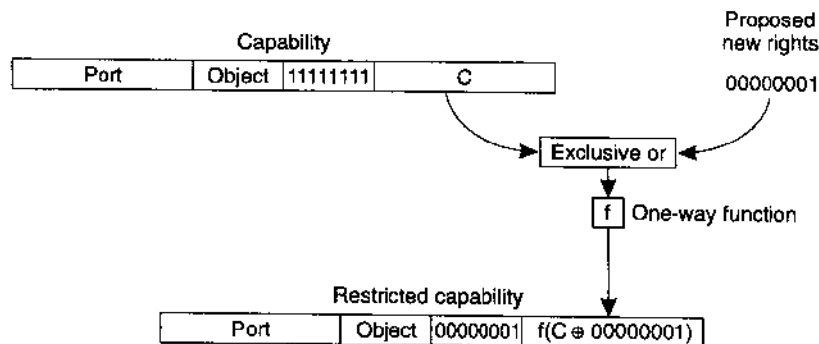 Capability
Proposed
new rights
Port Object 11111111 C
00000001
Exclusive or
f One-way function
Restricted capability
Port Object 00000001 f(C ⊕ 00000001)